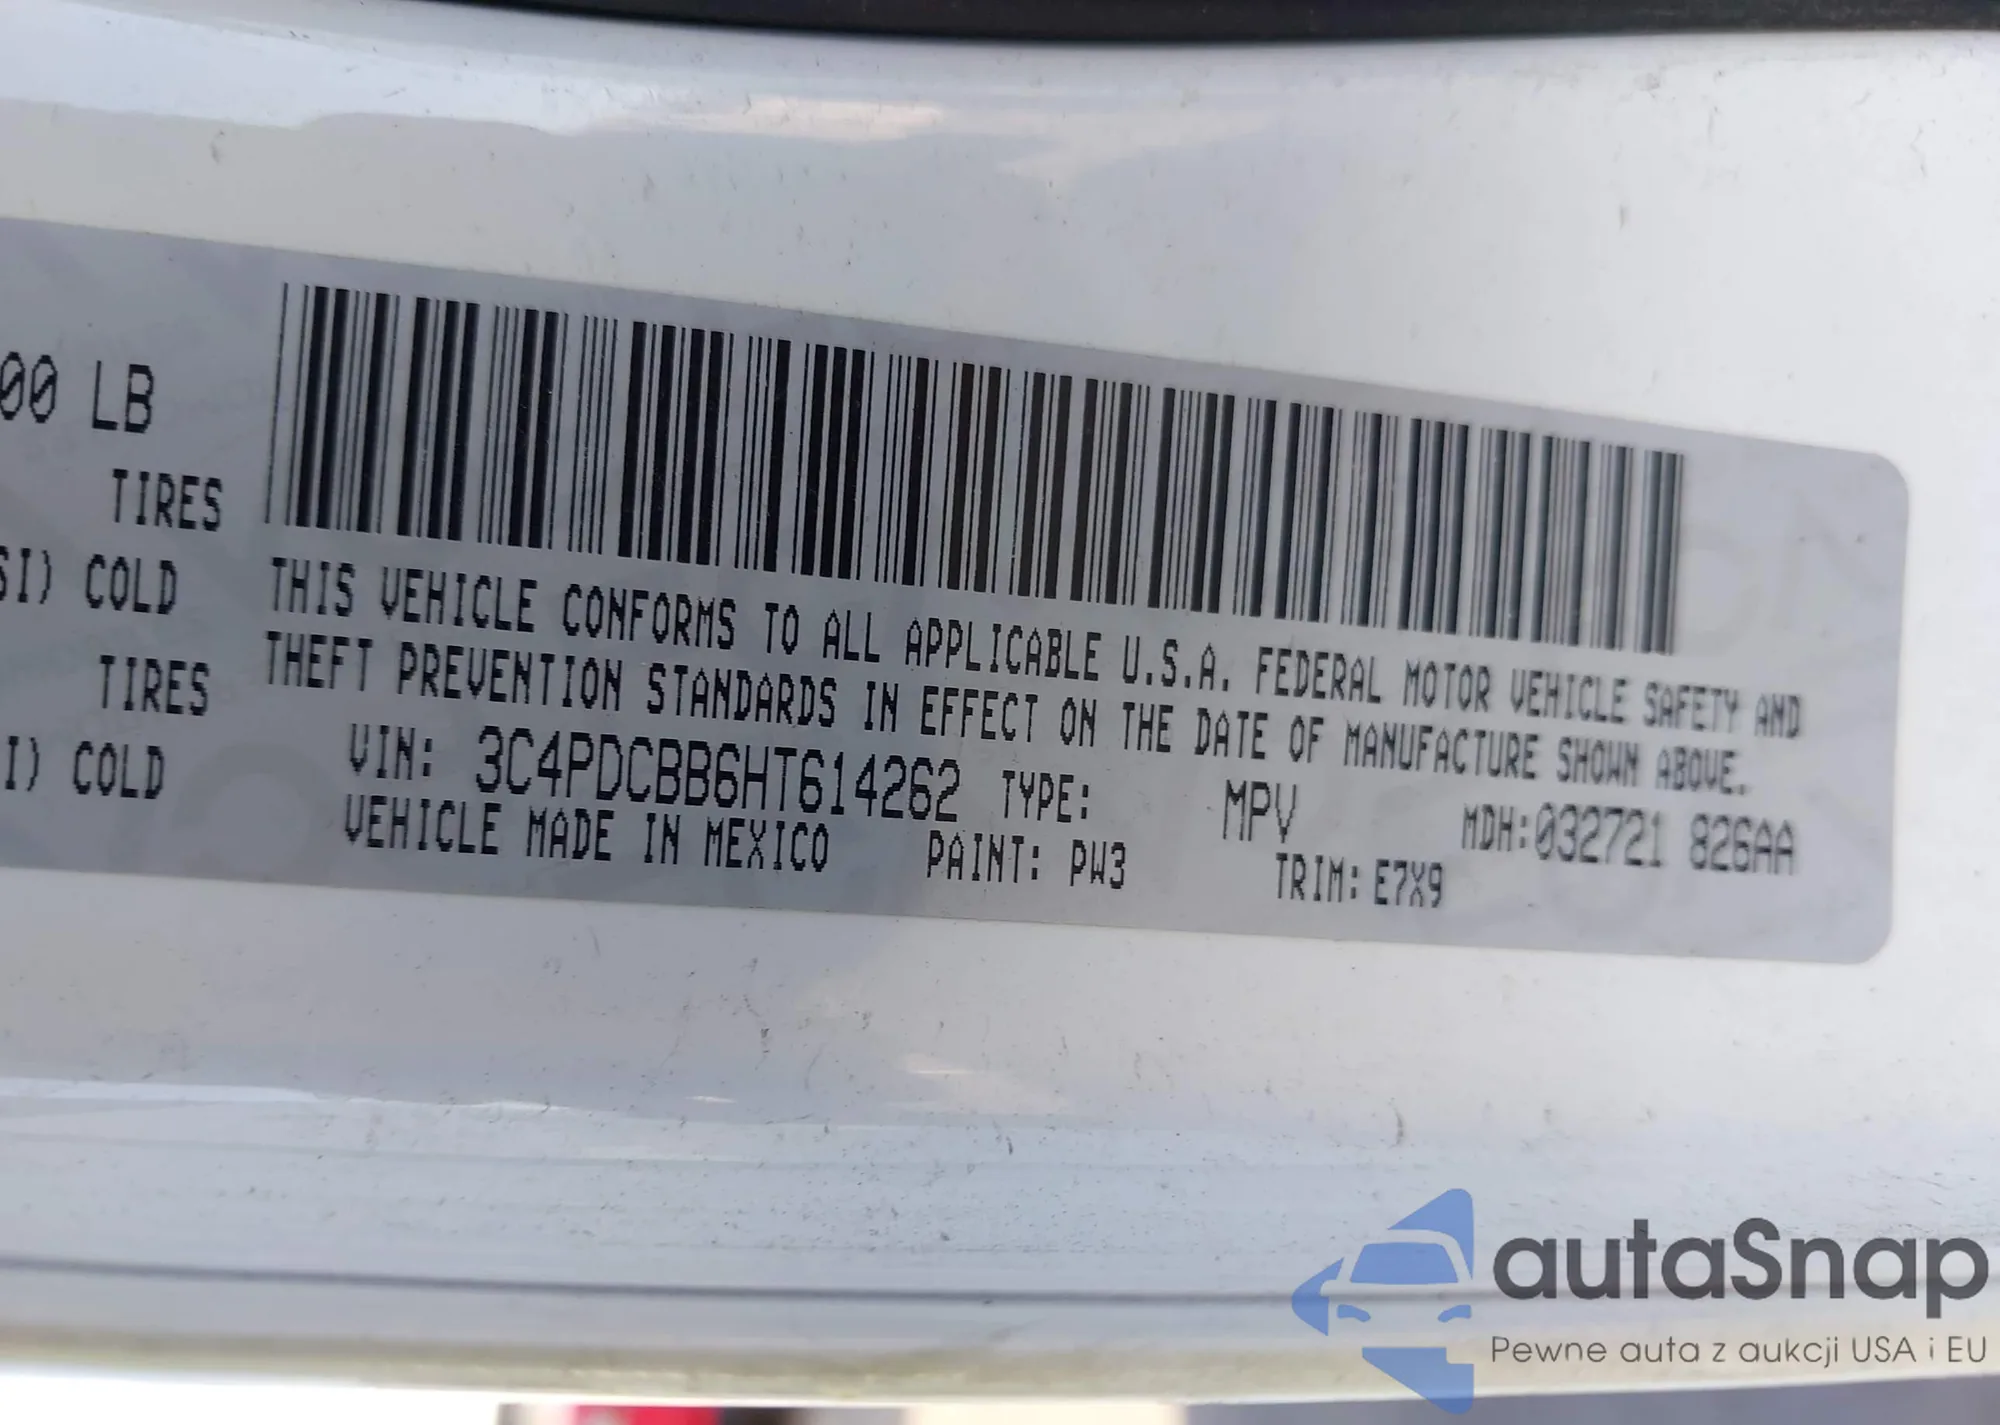 00 LB
TIRES
SI) COLD
TIRES
I) COLD
THIS VEHICLE CONFORMS TO ALL APPLICABLE U.S.A. FEDERAL MOTOR VEHICLE SAFETY AND
THEFT PREVENTION STANDARDS IN EFFECT ON THE DATE OF MANUFACTURE SHOWN ABOVE.
VIN: 3C4PDCBB6HT614262 TYPE: MPV MDH:032721 826AA
VEHICLE MADE IN MEXICO PAINT: PW3 TRIM: E7X9
autaSnap
Pewne auta z aukcji USA i EU